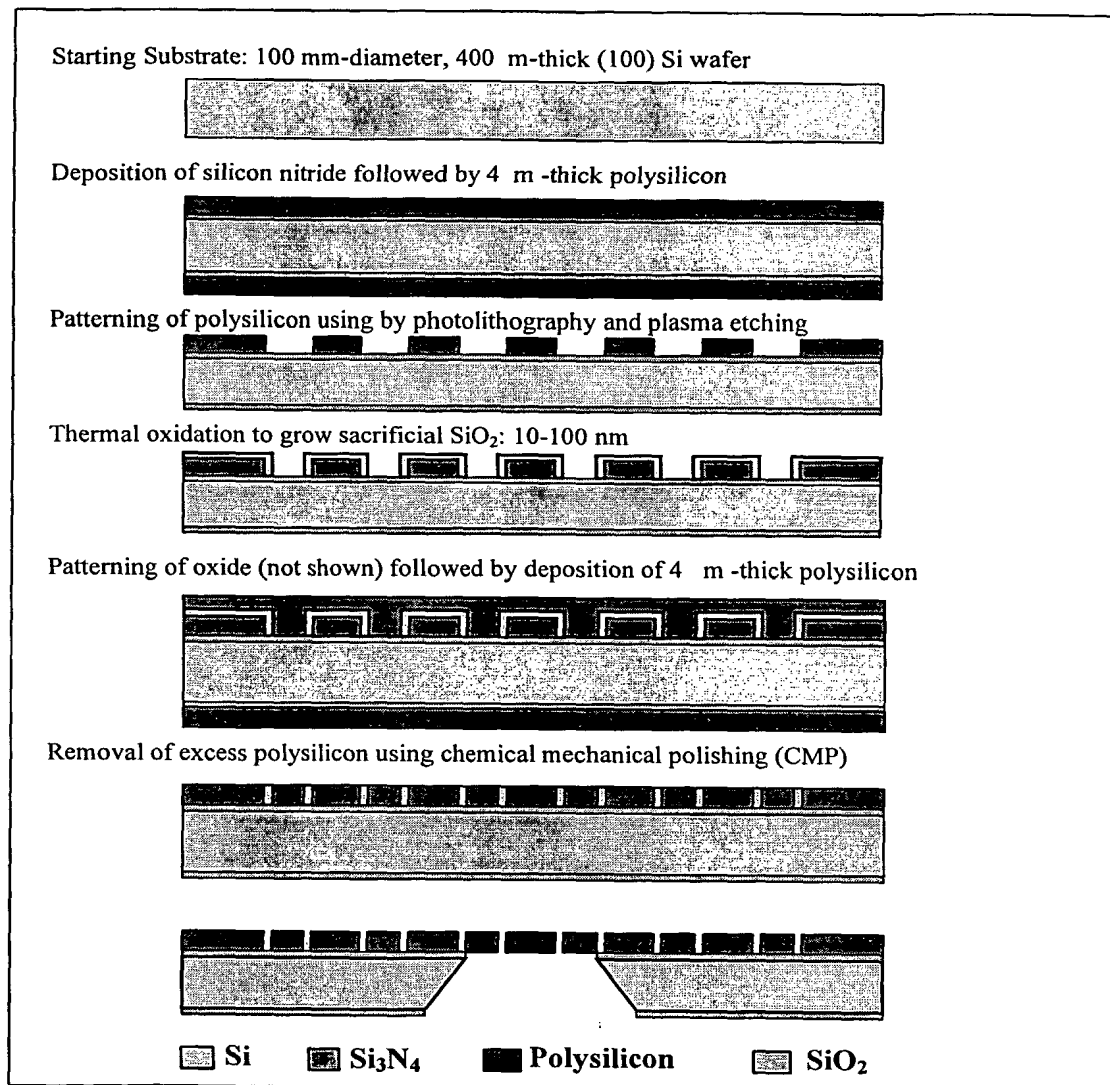 Starting Substrate: 100 mm-diameter, 400 m-thick (100) Si wafer
Deposition of silicon nitride followed by 4 m -thick polysilicon
Patterning of polysilicon using by photolithography and plasma etching
Thermal oxidation to grow sacrificial SiO₂: 10-100 nm
Patterning of oxide (not shown) followed by deposition of 4 m -thick polysilicon
Removal of excess polysilicon using chemical mechanical polishing (CMP)
Si Si₃N₄ Polysilicon SiO₂